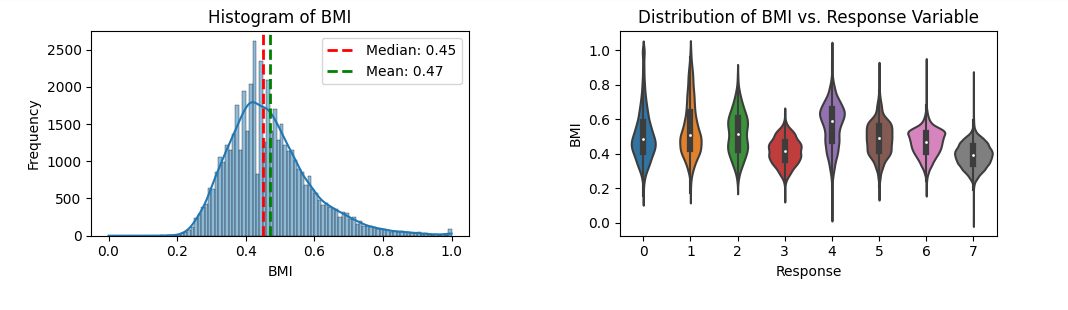 Histogram of BMI
Frequency
2500
2000
1500
1000
500
0
Median: 0.45
Mean: 0.47
0.0 0.2 0.4 0.6 0.8 1.0
BMI
Distribution of BMI vs. Response Variable
BMI
1.0
0.8
0.6
0.4
0.2
0.0
0 1 2 3 4 5 6 7
Response